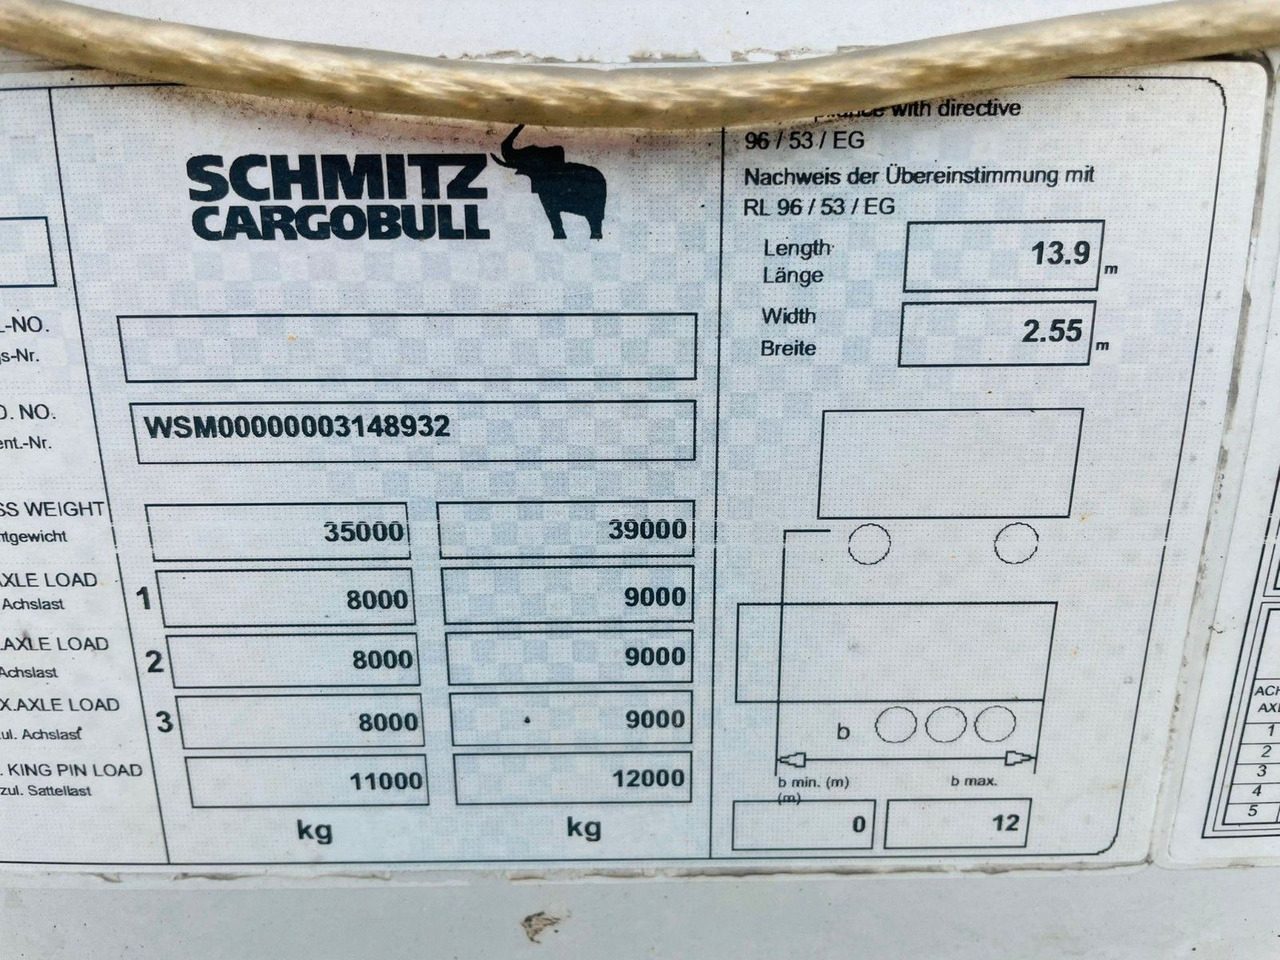 with directive
96 / 53 / EG
Nachweis der Übereinstimmung mit
RL 96 / 53 / EG
SCHMITZ
CARGOBULL
Length
Länge
13.9 m
Width
Breite
2.55 m
-NO.
s-Nr.
NO.
ent.-Nr.
WSM00000003148932
SS WEIGHT
tgewicht
35000 39000
AXLE LOAD
Achslast
1 8000 9000
AXLE LOAD
Achslast
2 8000 9000
X.AXLE LOAD
ul. Achslast
3 8000 9000
. KING PIN LOAD
zul. Sattellast
11000 12000
kg kg
b
b min. (m) b max.
(m)
0 12
ACH
AXL
1
2
3
4
5